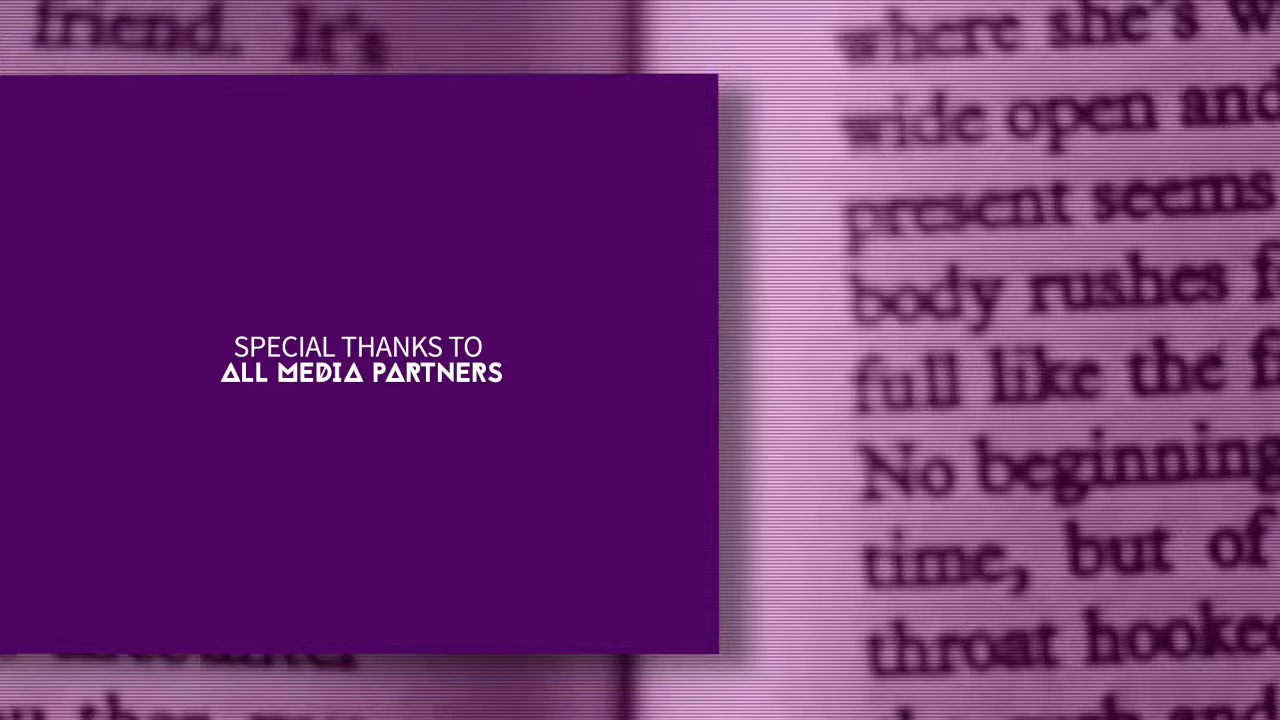 friend. It's
SPECIAL THANKS TO
ALL MEDIA PARTNERS
where she's
wide open and
present seems
body rushes
full like the
No beginning
time, but of
throat hooked